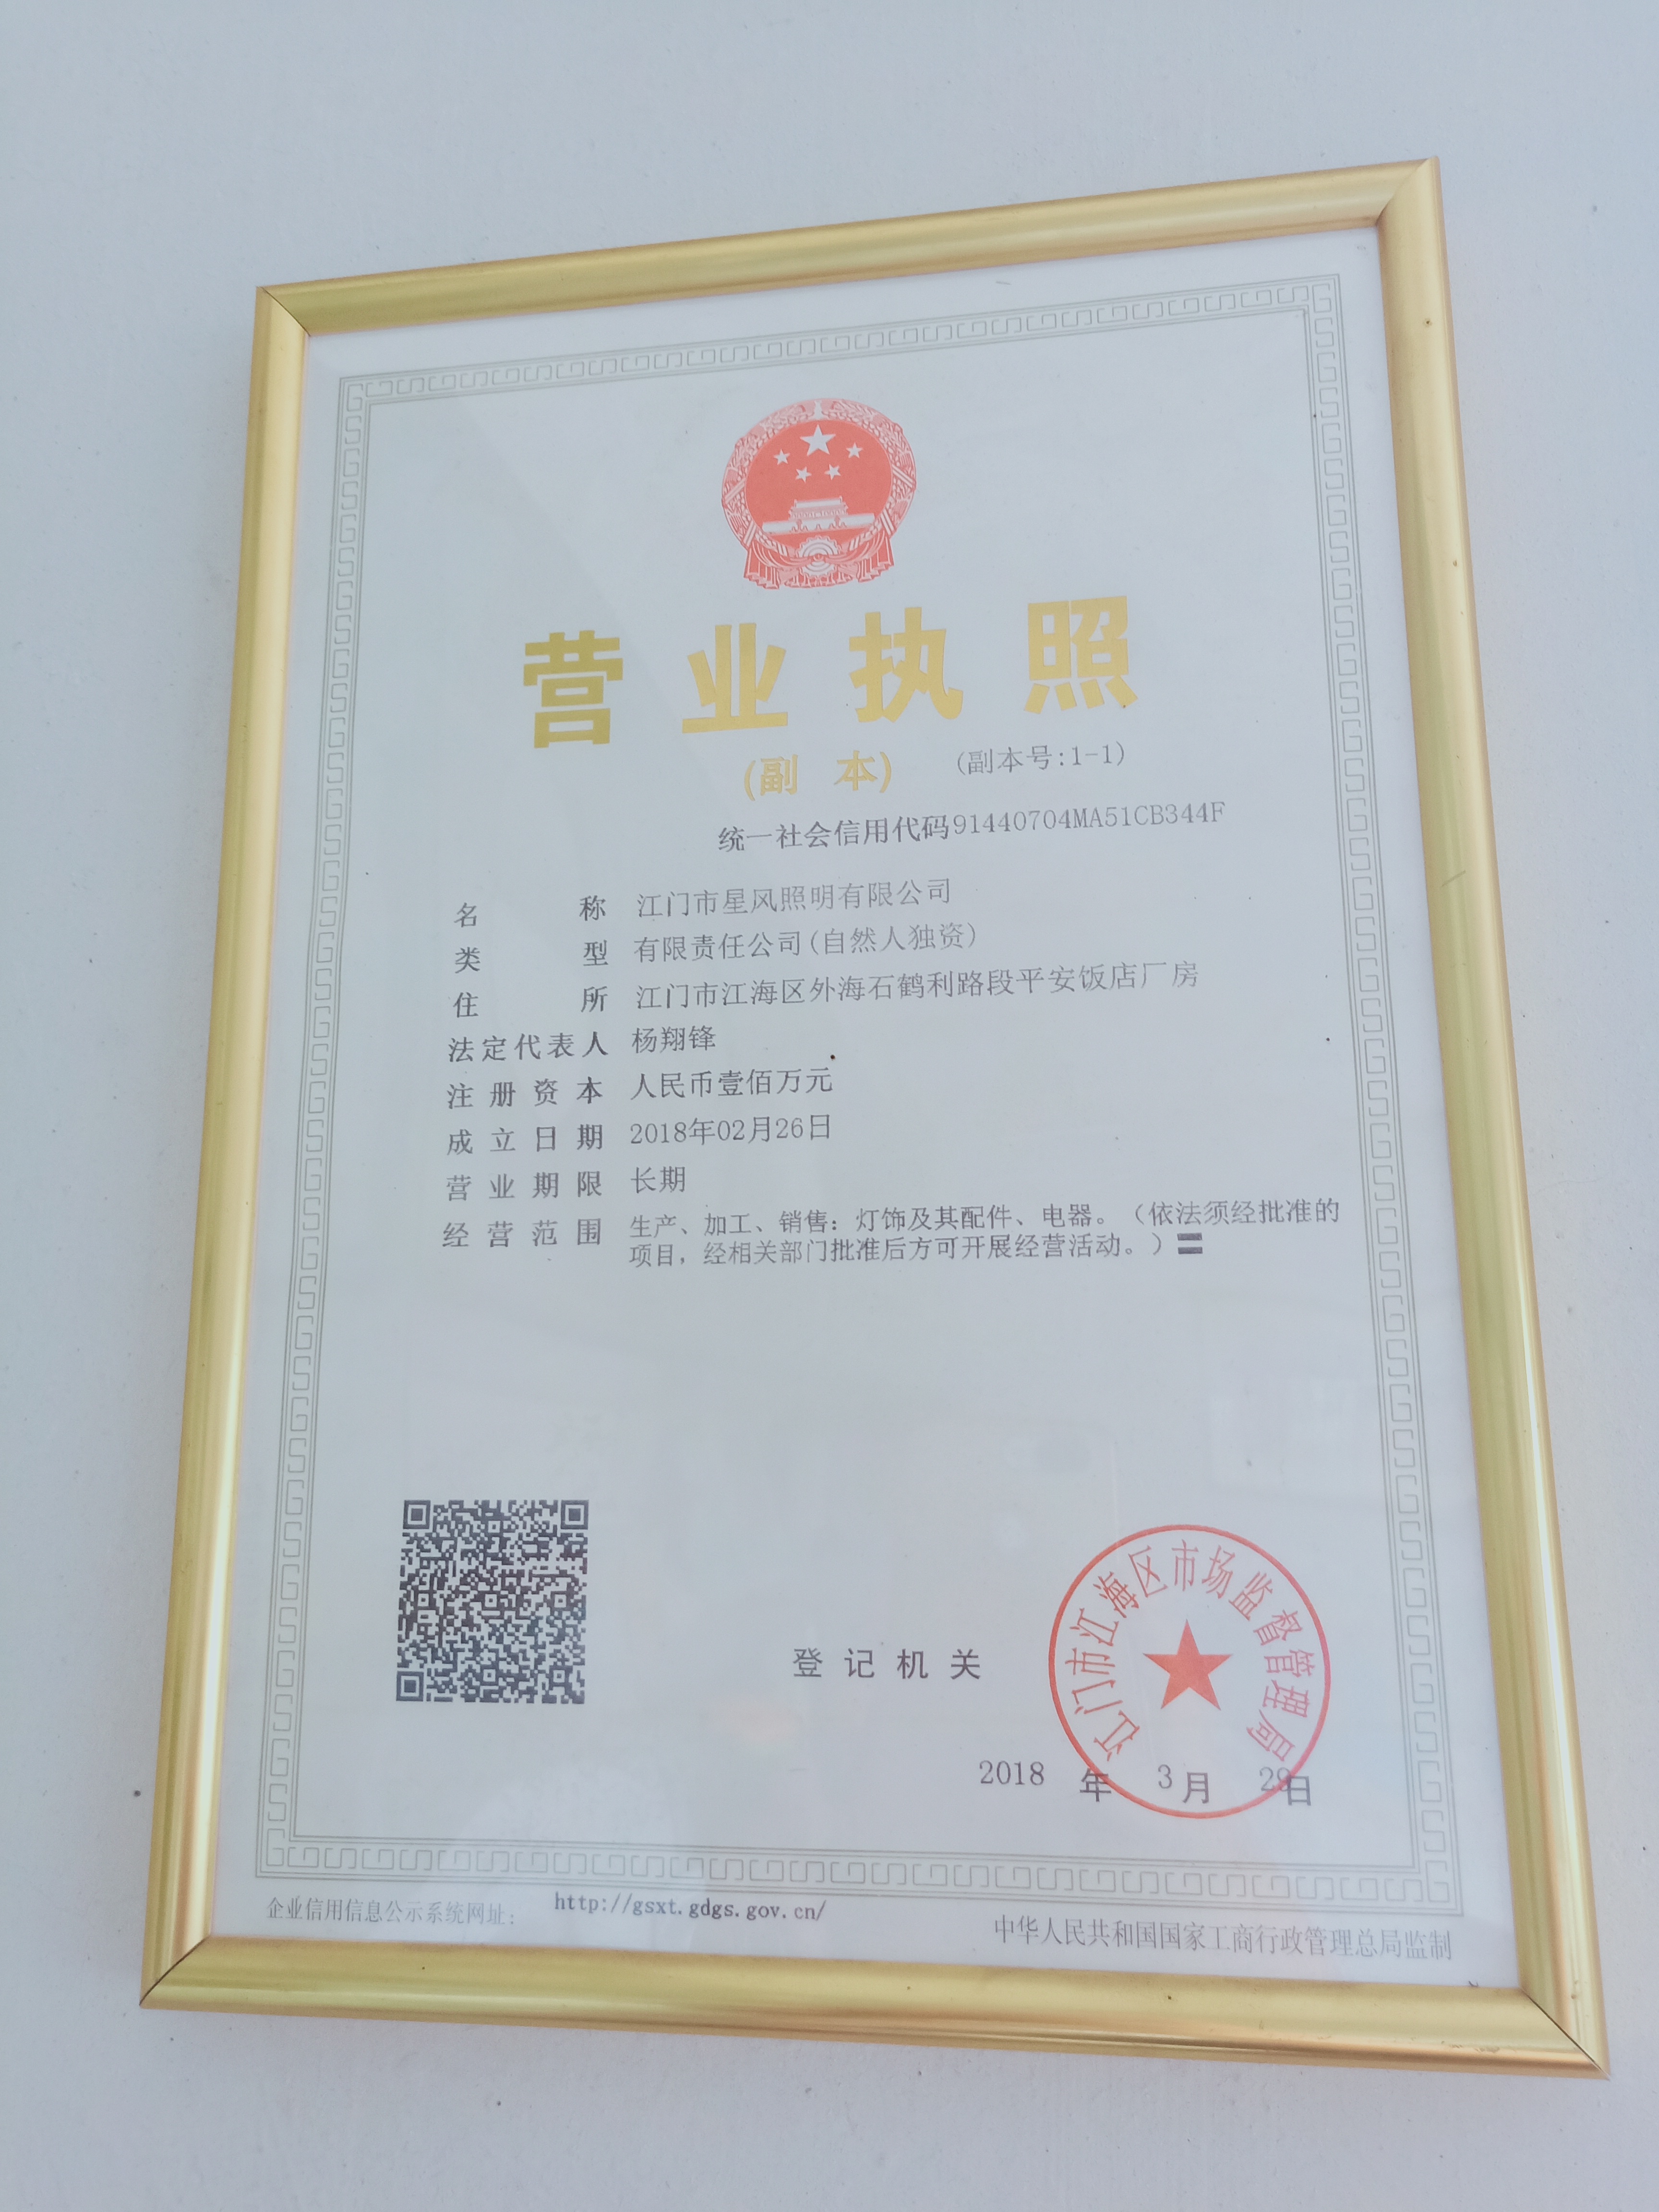 营业执照
(副 本) (副本号:1-1)
统一社会信用代码91440704MA51CB344F
名 称 江门市星风照明有限公司
类 型 有限责任公司(自然人独资)
住 所 江门市江海区外海石鹤利路段平安饭店厂房
法定代表人 杨翔锋
注册资本 人民币壹佰万元
成立日期 2018年02月26日
营业期限 长期
经营范围 生产、加工、销售：灯饰及其配件、电器。（依法须经批准的
项目，经相关部门批准后方可开展经营活动。）〓
江门市江海区市场监督管理局
登记机关
2018 年 3 月 29日
企业信用信息公示系统网址： http://gsxt.gdgs.gov.cn/
中华人民共和国国家工商行政管理总局监制